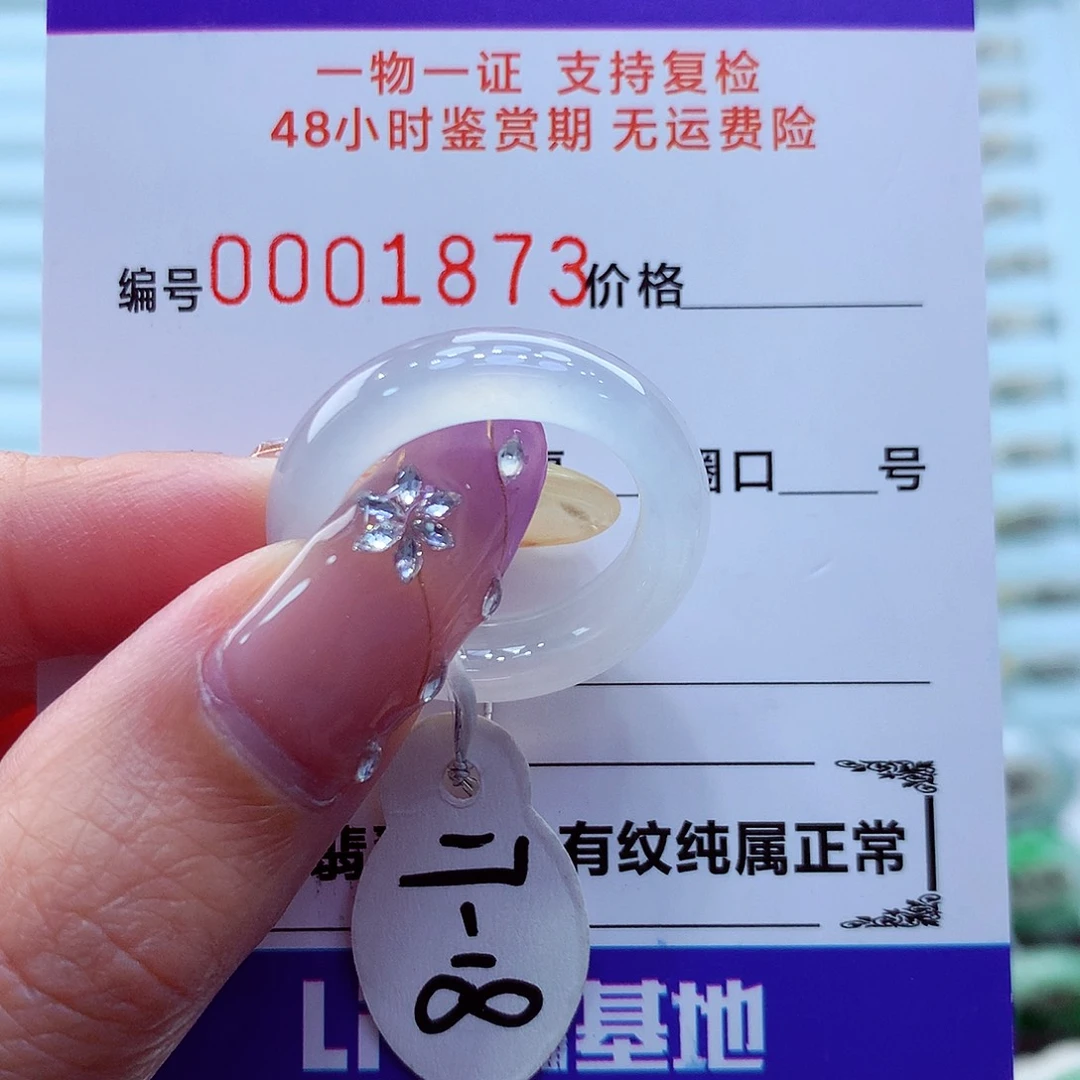 一物一证 支持复检
48小时鉴赏期 无运费险
编号0001873价格
圈口 号
翡 有纹纯属正常
基地